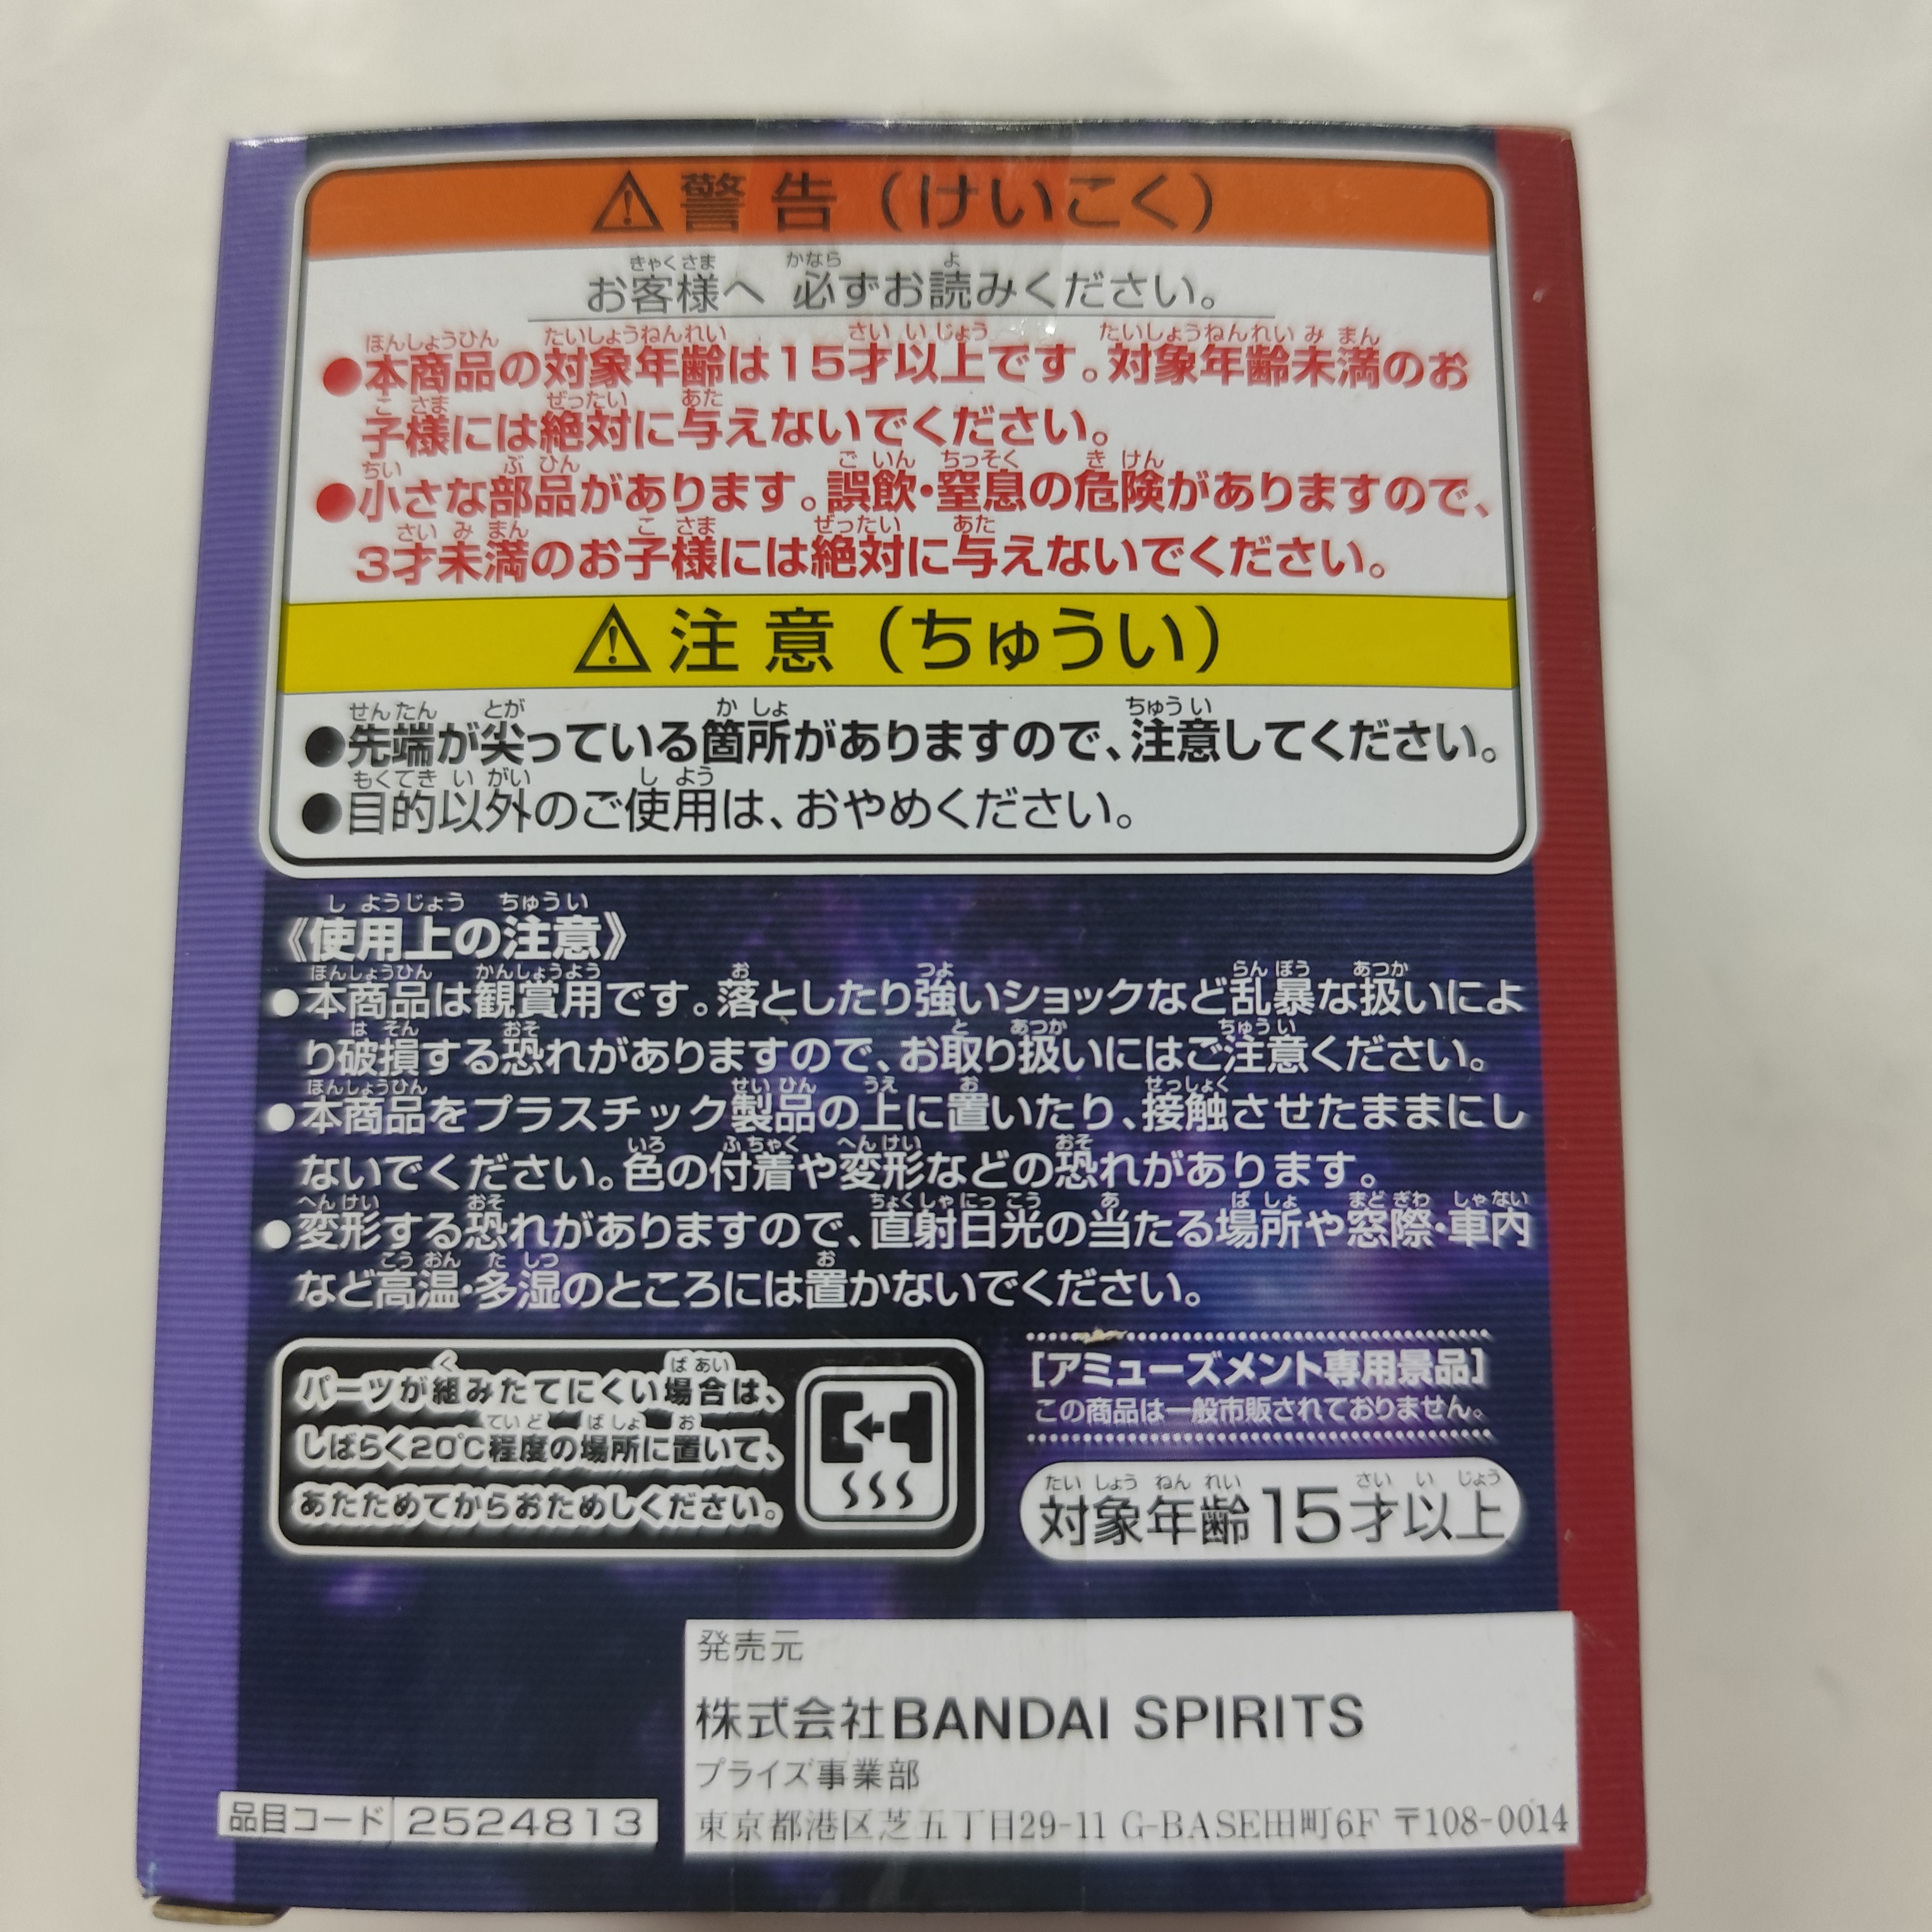 ⚠警告（けいこく）
お客様へ 必ずお読みください。
●本商品の対象年齢は15才以上です。対象年齢未満のお
子様には絶対に与えないでください。
●小さな部品があります。誤飲・窒息の危険がありますので、
3才未満のお子様には絶対に与えないでください。
⚠注意（ちゅうい）
●先端が尖っている箇所がありますので、注意してください。
●目的以外のご使用は、おやめください。
《使用上の注意》
●本商品は観賞用です。落としたり強いショックなど乱暴な扱いによ
り破損する恐れがありますので、お取り扱いにはご注意ください。
●本商品をプラスチック製品の上に置いたり、接触させたままにし
ないでください。色の付着や変形などの恐れがあります。
●変形する恐れがありますので、直射日光の当たる場所や窓際・車内
など高温・多湿のところには置かないでください。
パーツが組みたてにくい場合は、
しばらく20℃程度の場所に置いて、
あたためてからおためしください。
[アミューズメント専用景品]
この商品は一般市販されておりません。
対象年齢15才以上
発売元
株式会社BANDAI SPIRITS
プライズ事業部
東京都港区芝五丁目29-11 G-BASE田町6F 〒108-0014
品目コード 2524813